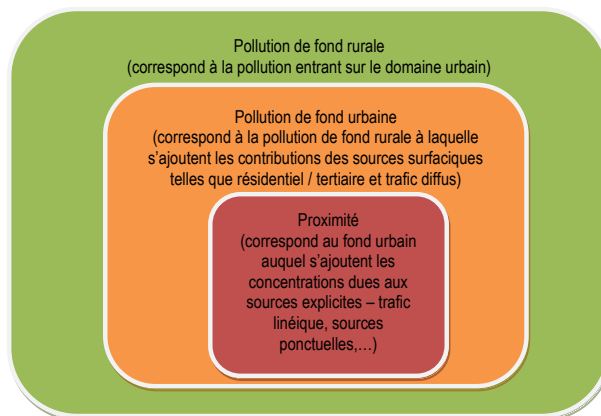 Pollution de fond rurale
(correspond à la pollution entrant sur le domaine urbain)
Pollution de fond urbaine
(correspond à la pollution de fond rurale à laquelle
s'ajoutent les contributions des sources surfaciques
telles que résidentiel / tertiaire et trafic diffus)
Proximité
(correspond au fond urbain
auquel s'ajoutent les
concentrations dues aux
sources explicites – trafic
linéique, sources
ponctuelles,…)